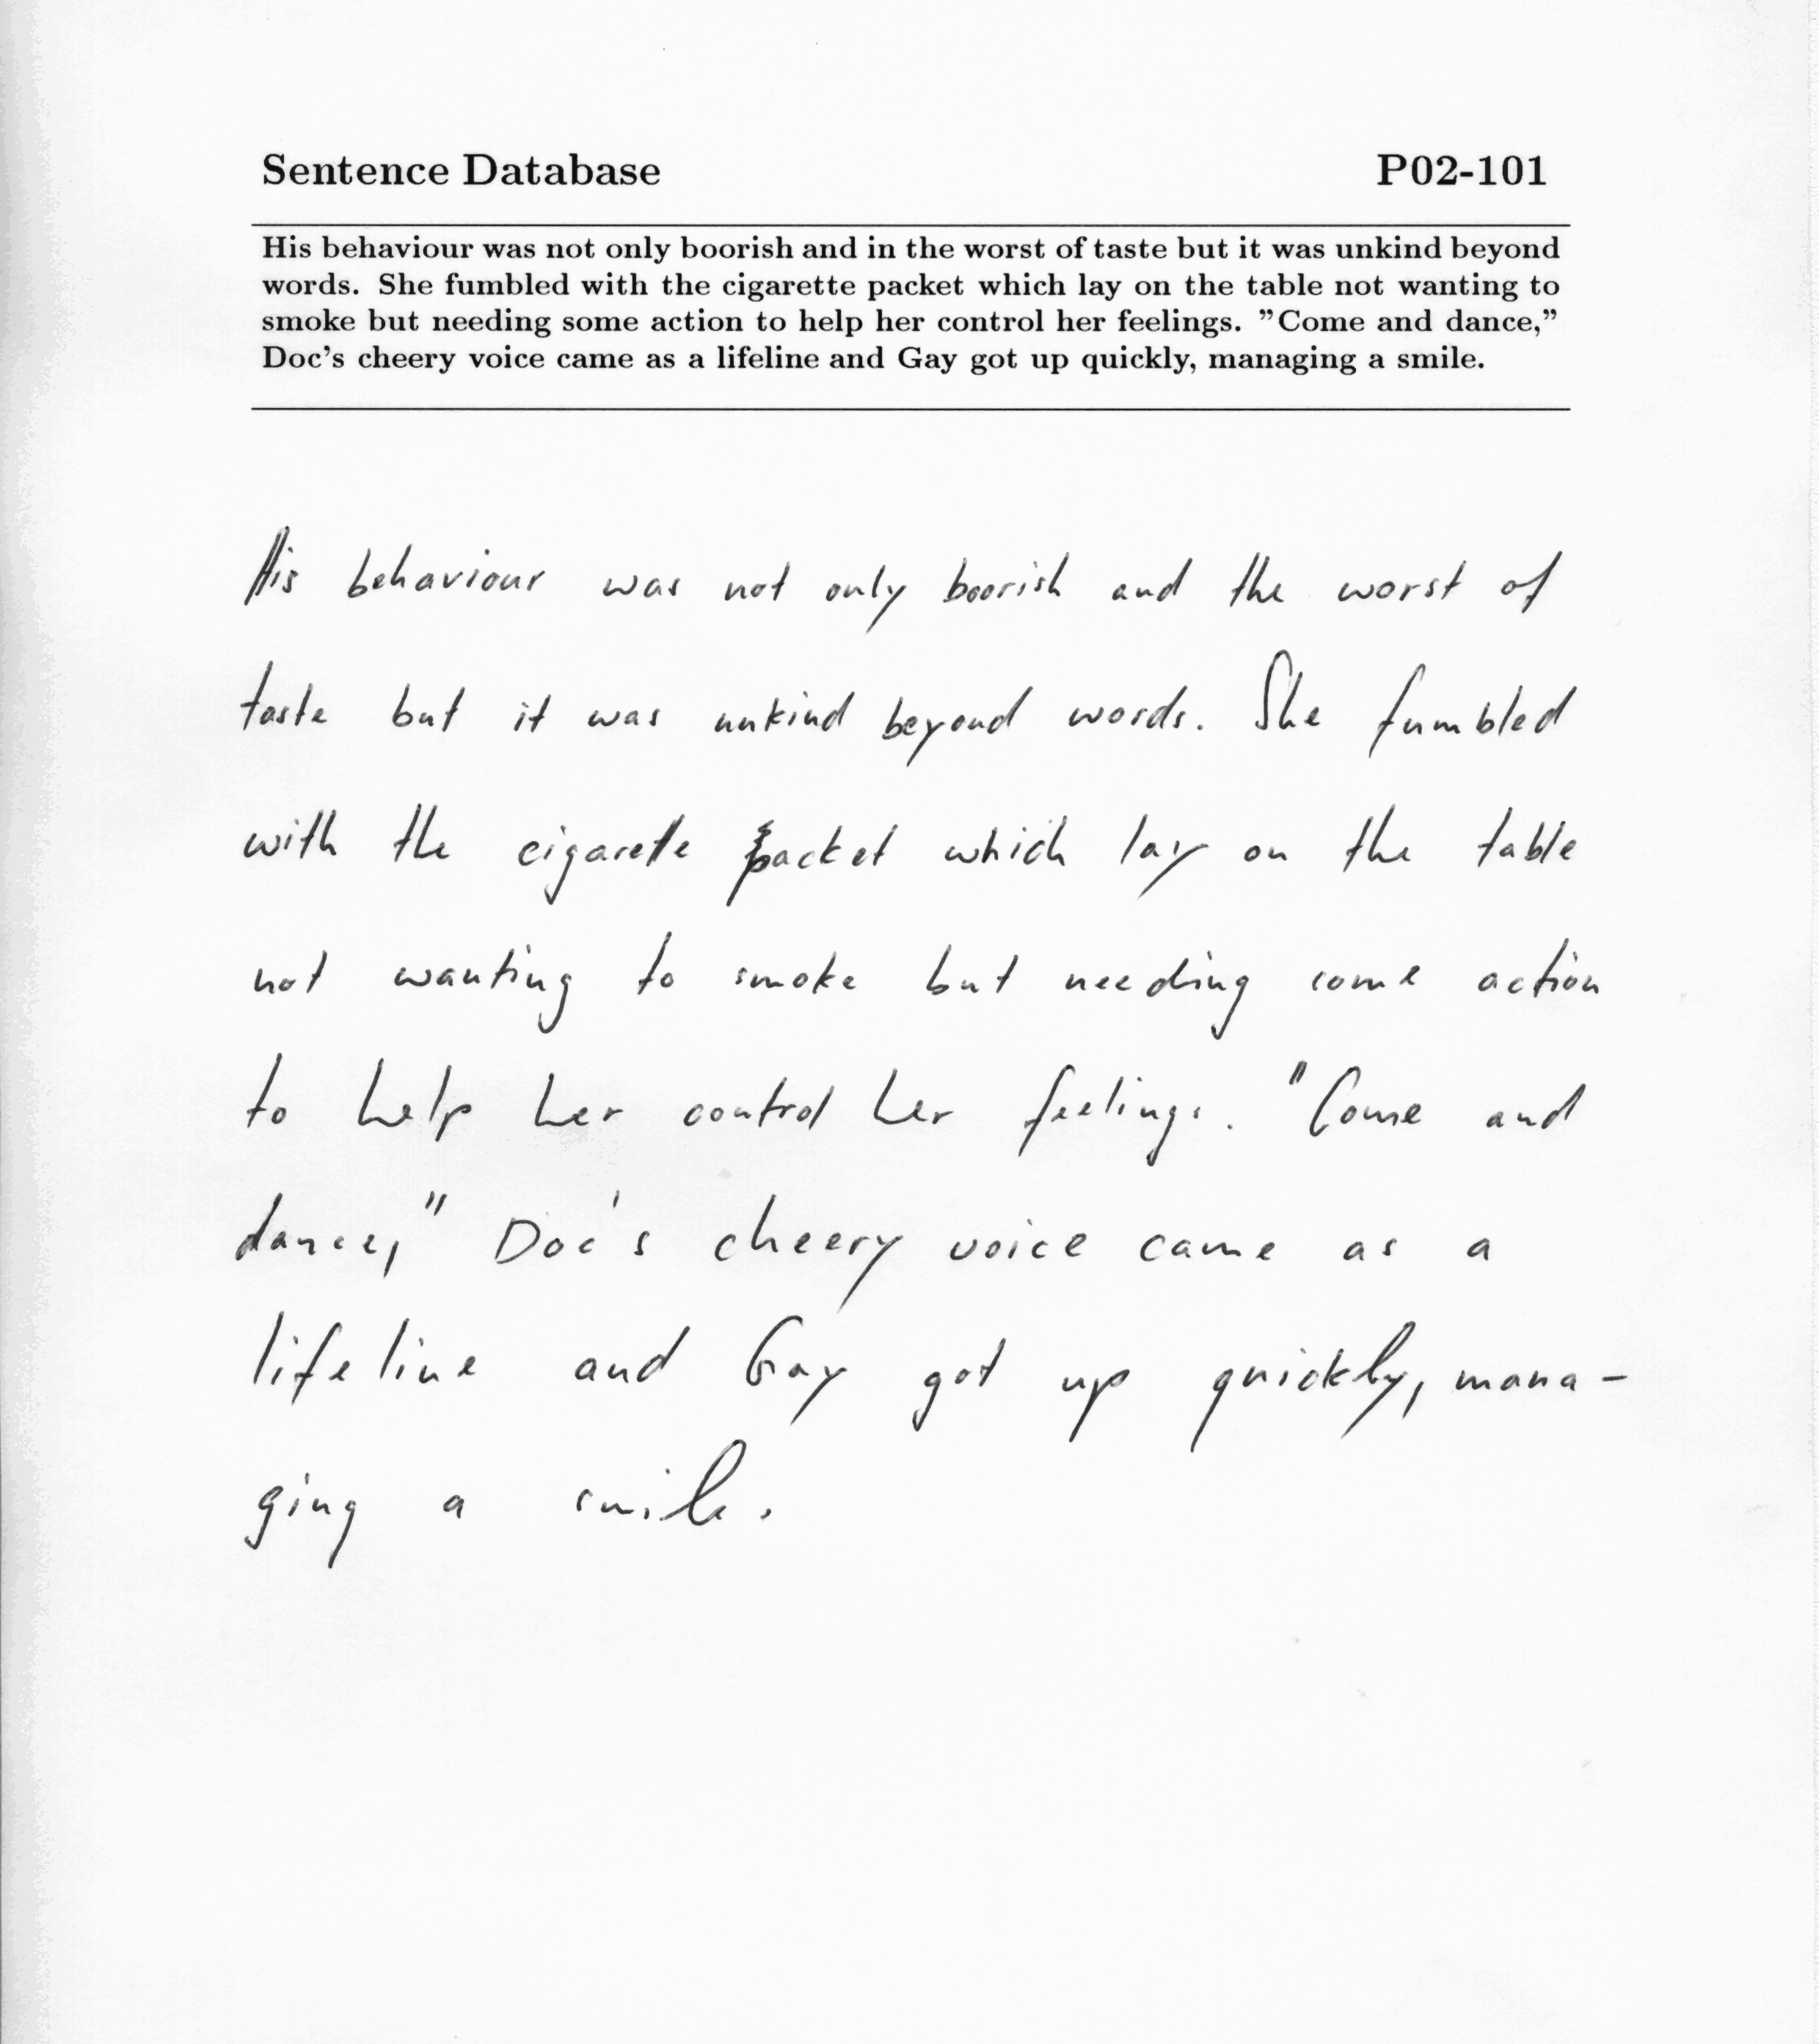 Sentence Database P02-101
His behaviour was not only boorish and in the worst of taste but it was unkind beyond
words. She fumbled with the cigarette packet which lay on the table not wanting to
smoke but needing some action to help her control her feelings. "Come and dance,"
Doc's cheery voice came as a lifeline and Gay got up quickly, managing a smile.
His behaviour was not only boorish and the worst of
taste but it was unkind beyond words. She fumbled
with the cigarette packet which lay on the table
not wanting to smoke but needing some action
to help her control her feelings. "Come and
dance," Doc's cheery voice came as a
lifeline and Gay got up quickly, mana-
ging a smile.